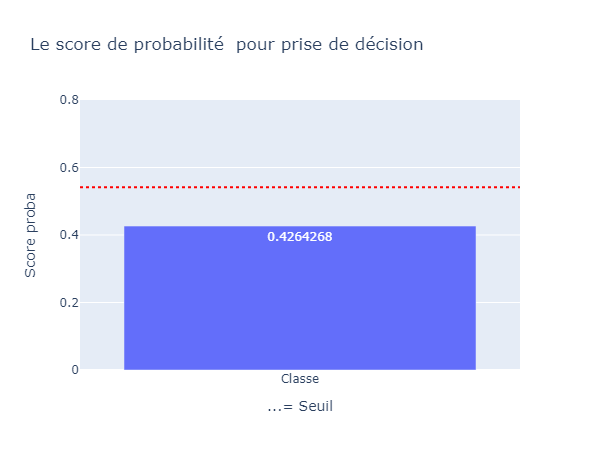 Le score de probabilité  pour prise de décision
0.8
0.6
0.4
0.2
0
Score proba
0.4264268
Classe
...= Seuil